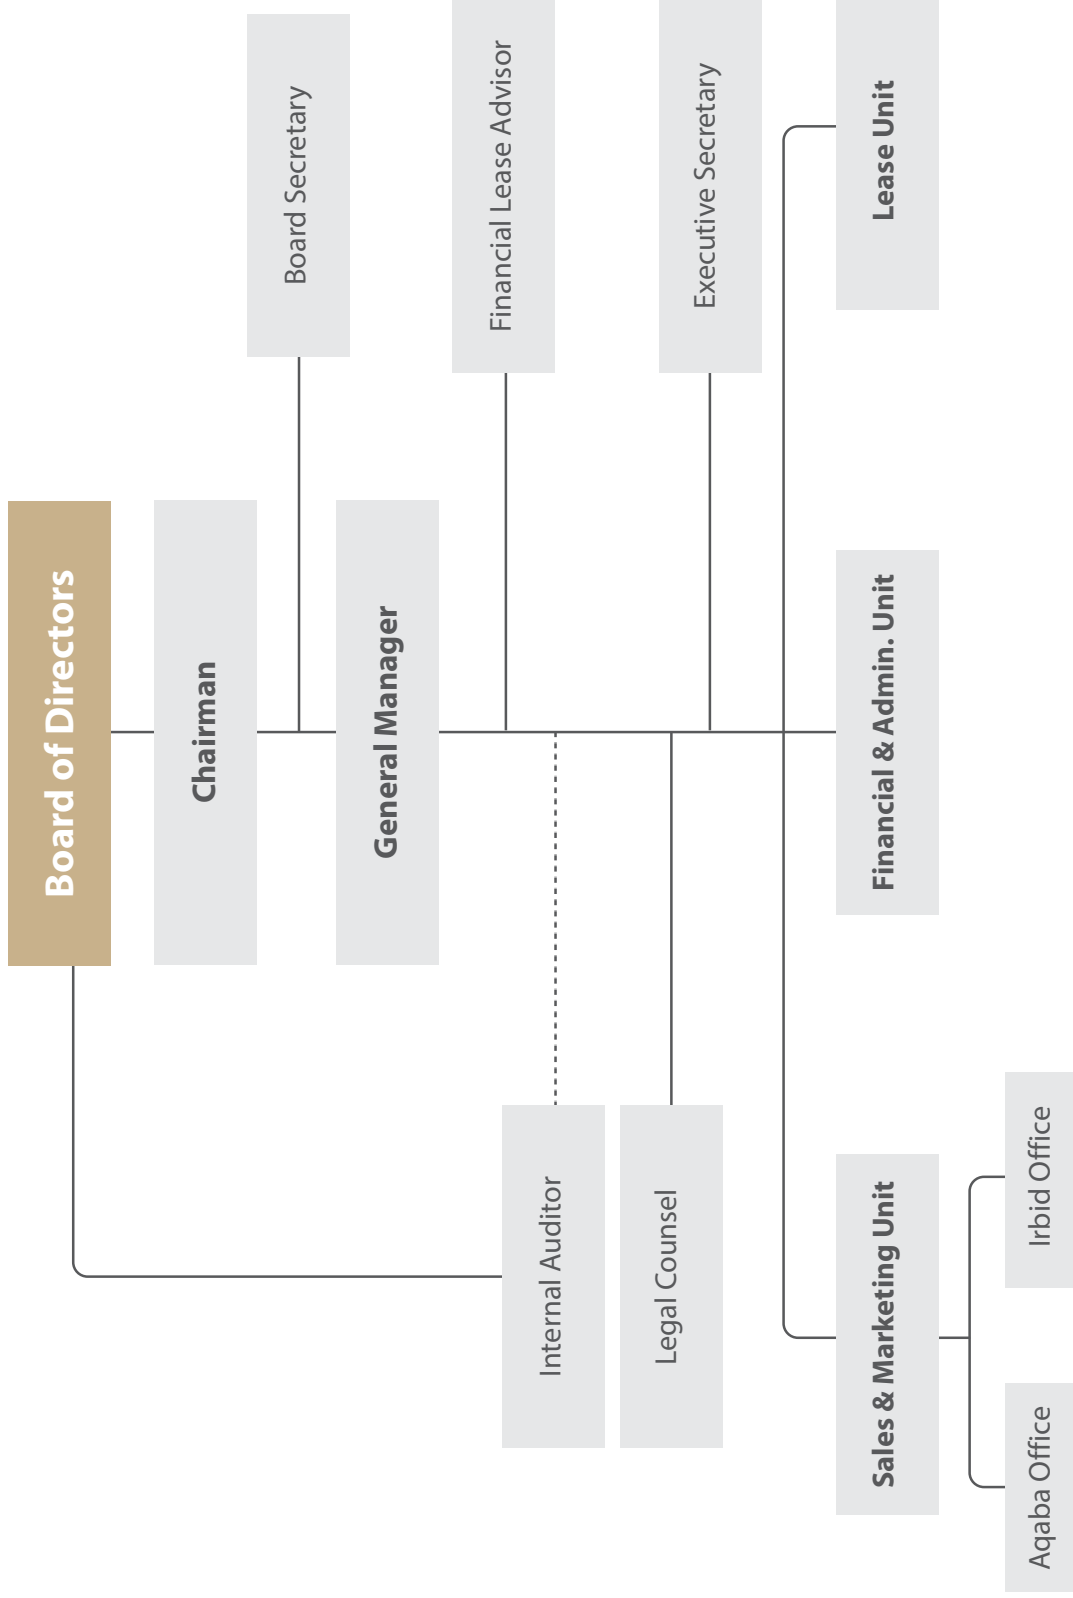 Board of Directors
Chairman
Board Secretary
General Manager
Financial Lease Advisor
Internal Auditor
Legal Counsel
Executive Secretary
Sales & Marketing Unit
Financial & Admin. Unit
Lease Unit
Aqaba Office
Irbid Office